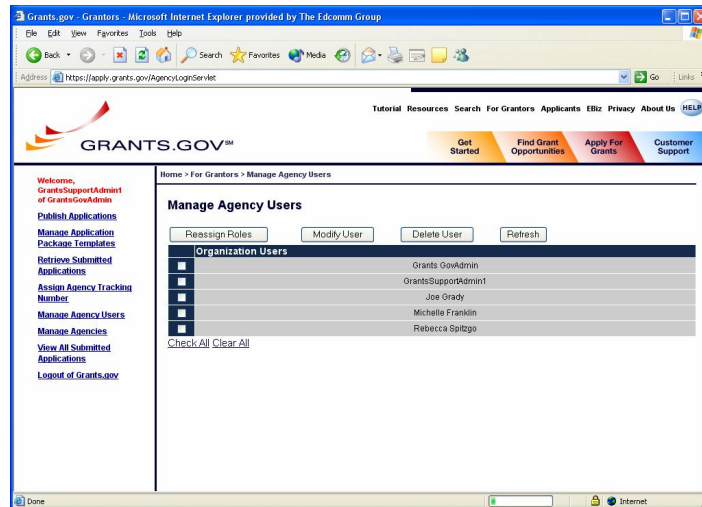 Grants.gov - Grantors - Microsoft Internet Explorer provided by The Edcomm Group
File Edit View Favorites Tools Help
Back Search Favorites Media
Address https://apply.grants.gov/AgencyLoginServlet Go Links
Tutorial Resources Search For Grantors Applicants EBiz Privacy About Us HELP
GRANTS.GOV℠
Get Started
Find Grant Opportunities
Apply For Grants
Customer Support
Welcome,
GrantsSupportAdmin1
of GrantsGovAdmin
Publish Applications
Manage Application
Package Templates
Retrieve Submitted
Applications
Assign Agency Tracking
Number
Manage Agency Users
Manage Agencies
View All Submitted
Applications
Logout of Grants.gov
Home > For Grantors > Manage Agency Users
Manage Agency Users
Reassign Roles Modify User Delete User Refresh
Organization Users
Grants GovAdmin
GrantsSupportAdmin1
Joe Grady
Michelle Franklin
Rebecca Spitzgo
Check All Clear All
Done Internet